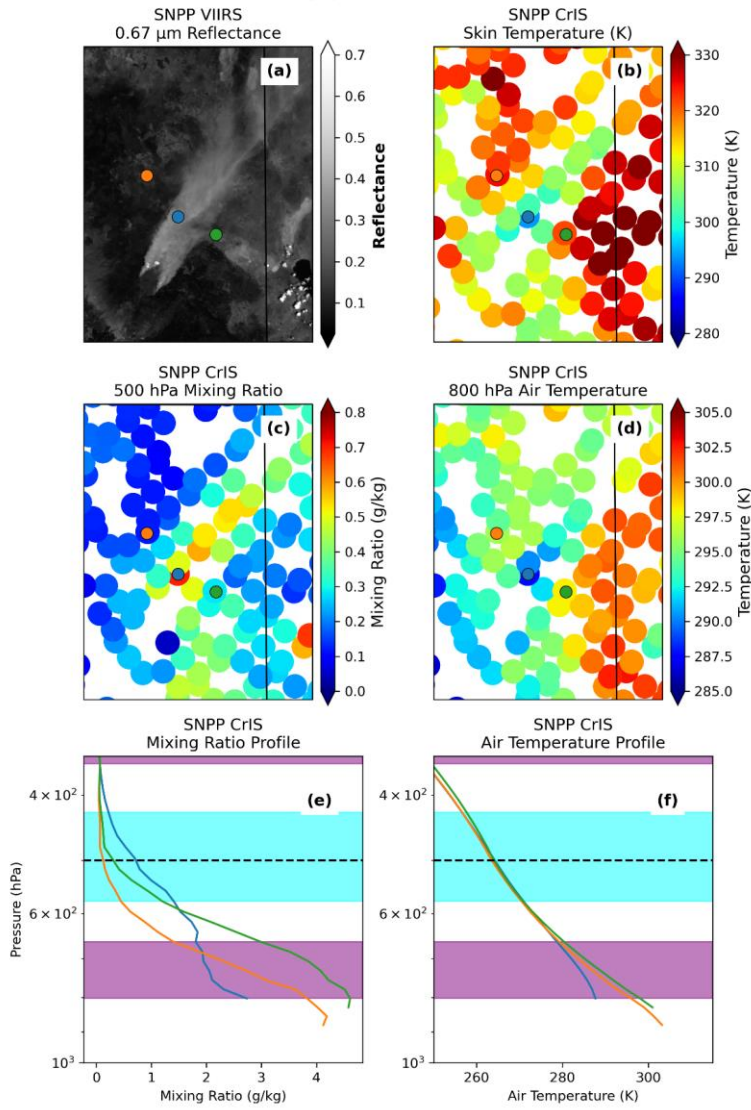 SNPP VIIRS
0.67 µm Reflectance
(a)
0.7
0.6
0.5
0.4
0.3
0.2
0.1
Reflectance
SNPP CrIS
Skin Temperature (K)
(b)
330
320
310
300
290
280
Temperature (K)
SNPP CrIS
500 hPa Mixing Ratio
(c)
0.8
0.7
0.6
0.5
0.4
0.3
0.2
0.1
0.0
Mixing Ratio (g/kg)
SNPP CrIS
800 hPa Air Temperature
(d)
305.0
302.5
300.0
297.5
295.0
292.5
290.0
287.5
285.0
Temperature (K)
SNPP CrIS
Mixing Ratio Profile
(e)
4 × 10²
6 × 10²
10³
Pressure (hPa)
0 1 2 3 4
Mixing Ratio (g/kg)
SNPP CrIS
Air Temperature Profile
(f)
4 × 10²
6 × 10²
10³
260 280 300
Air Temperature (K)